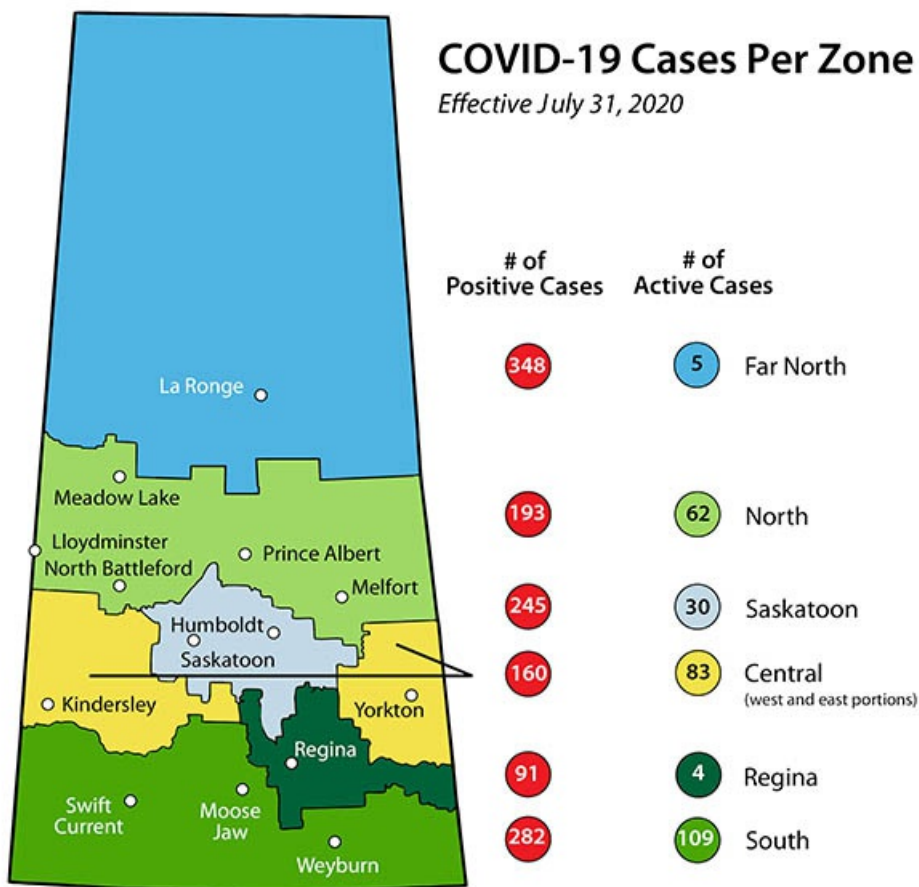 COVID-19 Cases Per Zone
Effective July 31, 2020
# of
Positive Cases
# of
Active Cases
348
5
Far North
193
62
North
245
30
Saskatoon
160
83
Central
(west and east portions)
91
4
Regina
282
109
South
La Ronge
Meadow Lake
Lloydminster
North Battleford
Prince Albert
Melfort
Humboldt
Saskatoon
Kindersley
Yorkton
Regina
Swift
Current
Moose
Jaw
Weyburn